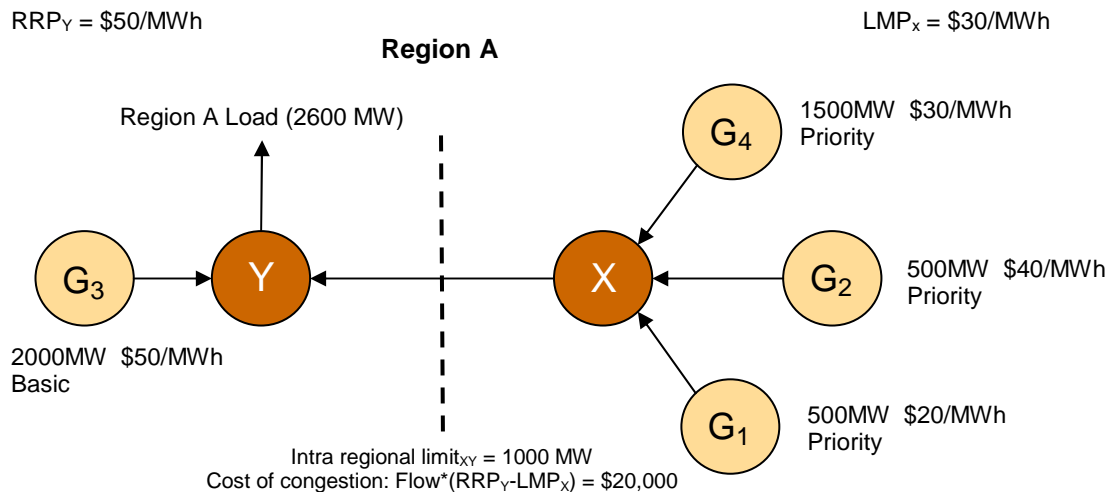 RRPY = $50/MWh
LMPx = $30/MWh
Region A
Region A Load (2600 MW)
G4
1500MW $30/MWh
Priority
G3
Y
X
G2
500MW $40/MWh
Priority
2000MW $50/MWh
Basic
G1
500MW $20/MWh
Priority
Intra regional limitXY = 1000 MW
Cost of congestion: Flow*(RRPY-LMPX) = $20,000